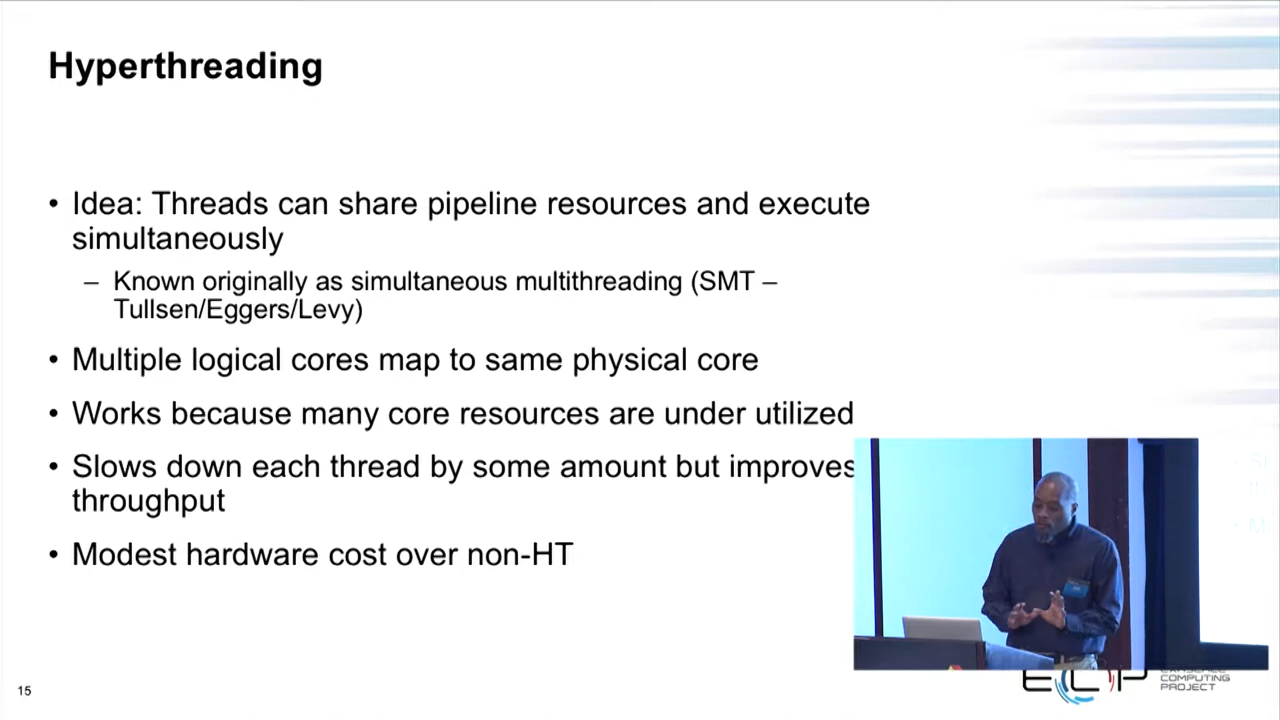 Hyperthreading
• Idea: Threads can share pipeline resources and execute
simultaneously
– Known originally as simultaneous multithreading (SMT –
Tullsen/Eggers/Levy)
• Multiple logical cores map to same physical core
• Works because many core resources are under utilized
• Slows down each thread by some amount but improves
throughput
• Modest hardware cost over non-HT
15
ECP
EXASCALE
COMPUTING
PROJECT